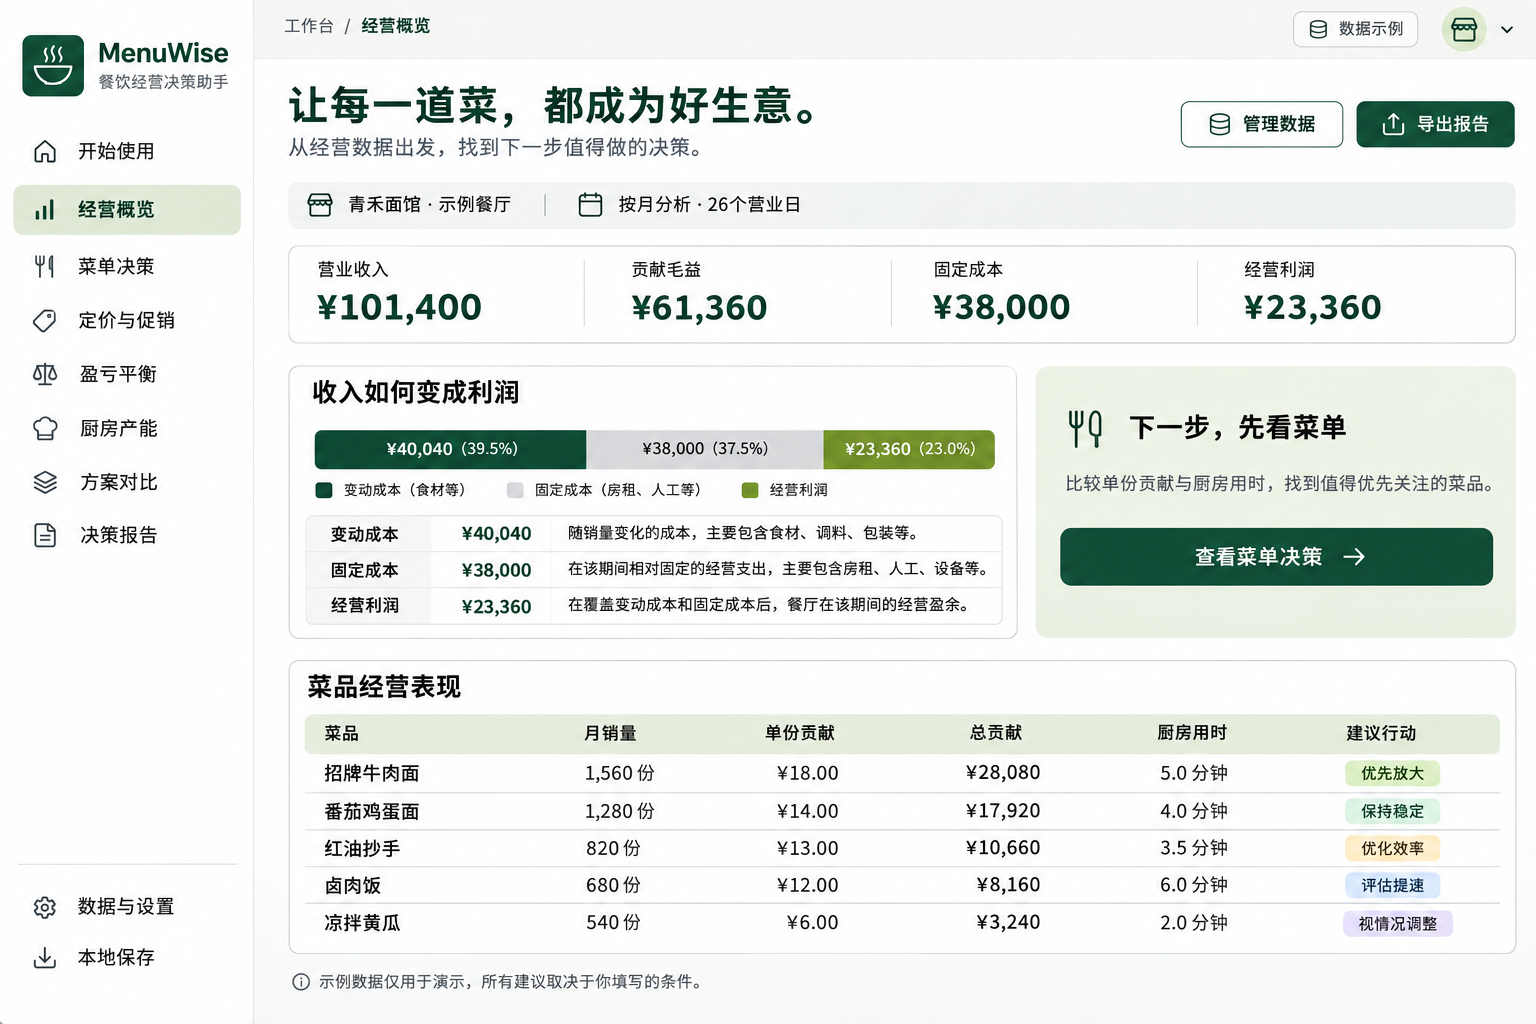 MenuWise
餐饮经营决策助手
开始使用
经营概览
菜单决策
定价与促销
盈亏平衡
厨房产能
方案对比
决策报告
数据与设置
本地保存
工作台 / 经营概览
数据示例
让每一道菜，都成为好生意。
从经营数据出发，找到下一步值得做的决策。
管理数据
导出报告
青禾面馆 · 示例餐厅 | 按月分析 · 26个营业日
营业收入 贡献毛益 固定成本 经营利润
¥101,400 ¥61,360 ¥38,000 ¥23,360
收入如何变成利润
¥40,040（39.5%） ¥38,000（37.5%） ¥23,360（23.0%）
变动成本（食材等） 固定成本（房租、人工等） 经营利润
变动成本 ¥40,040 随销量变化的成本，主要包含食材、调料、包装等。
固定成本 ¥38,000 在该期间相对固定的经营支出，主要包含房租、人工、设备等。
经营利润 ¥23,360 在覆盖变动成本和固定成本后，餐厅在该期间的经营盈余。
下一步，先看菜单
比较单份贡献与厨房用时，找到值得优先关注的菜品。
查看菜单决策 →
菜品经营表现
菜品 月销量 单份贡献 总贡献 厨房用时 建议行动
招牌牛肉面 1,560 份 ¥18.00 ¥28,080 5.0 分钟 优先放大
番茄鸡蛋面 1,280 份 ¥14.00 ¥17,920 4.0 分钟 保持稳定
红油抄手 820 份 ¥13.00 ¥10,660 3.5 分钟 优化效率
卤肉饭 680 份 ¥12.00 ¥8,160 6.0 分钟 评估提速
凉拌黄瓜 540 份 ¥6.00 ¥3,240 2.0 分钟 视情况调整
示例数据仅用于演示，所有建议取决于你填写的条件。